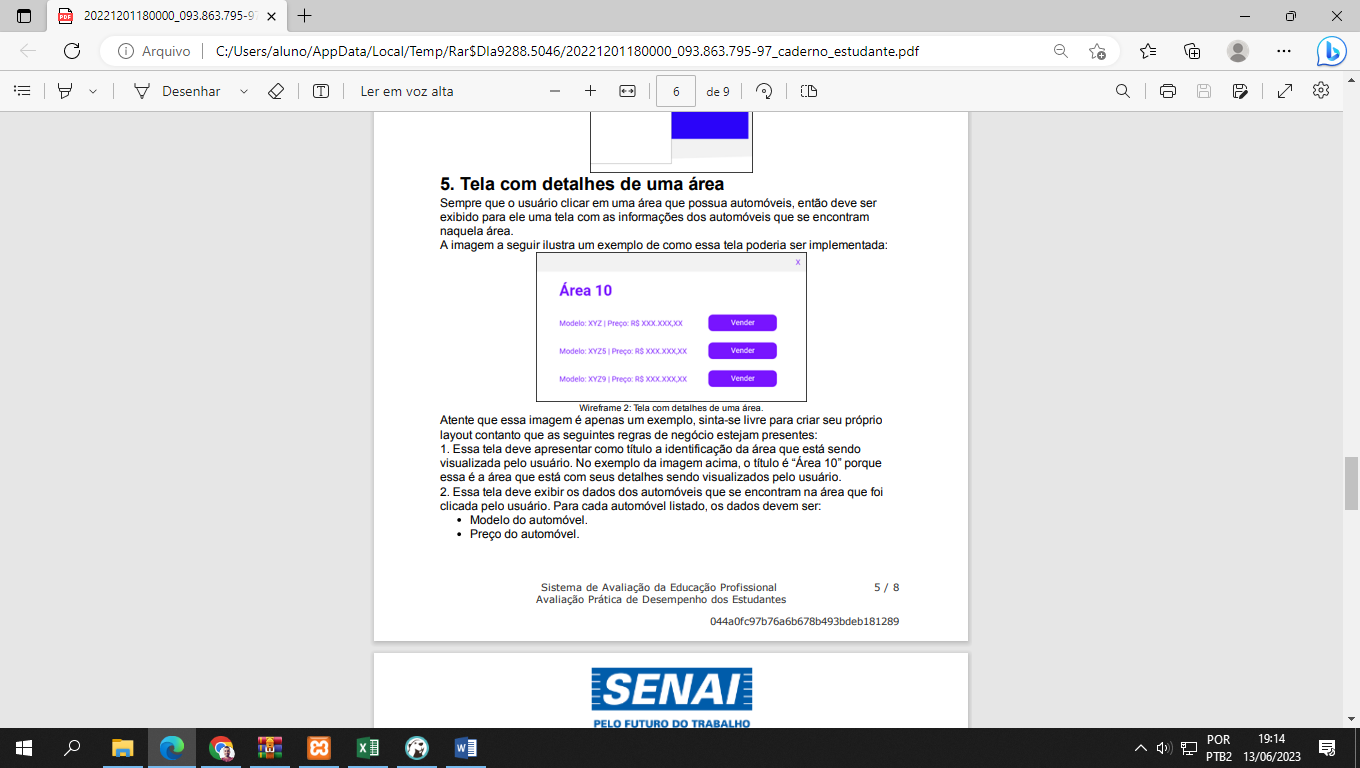 20221201180000_093.863.795-97
Arquivo
C:/Users/aluno/AppData/Local/Temp/Rar$DIa9288.5046/20221201180000_093.863.795-97_caderno_estudante.pdf
Desenhar
Ler em voz alta
6 de 9
5. Tela com detalhes de uma área
Sempre que o usuário clicar em uma área que possua automóveis, então deve ser
exibido para ele uma tela com as informações dos automóveis que se encontram
naquela área.
A imagem a seguir ilustra um exemplo de como essa tela poderia ser implementada:
X
Área 10
Modelo: XYZ | Preço: R$ XXX.XXX,XX Vender
Modelo: XYZ5 | Preço: R$ XXX.XXX,XX Vender
Modelo: XYZ9 | Preço: R$ XXX.XXX,XX Vender
Wireframe 2: Tela com detalhes de uma área.
Atente que essa imagem é apenas um exemplo, sinta-se livre para criar seu próprio
layout contanto que as seguintes regras de negócio estejam presentes:
1. Essa tela deve apresentar como título a identificação da área que está sendo
visualizada pelo usuário. No exemplo da imagem acima, o título é “Área 10” porque
essa é a área que está com seus detalhes sendo visualizados pelo usuário.
2. Essa tela deve exibir os dados dos automóveis que se encontram na área que foi
clicada pelo usuário. Para cada automóvel listado, os dados devem ser:
• Modelo do automóvel.
• Preço do automóvel.
Sistema de Avaliação da Educação Profissional 5 / 8
Avaliação Prática de Desempenho dos Estudantes
044a0fc97b76a6b678b493bdeb181289
SENAI
PELO FUTURO DO TRABALHO
POR 19:14
PTB2 13/06/2023